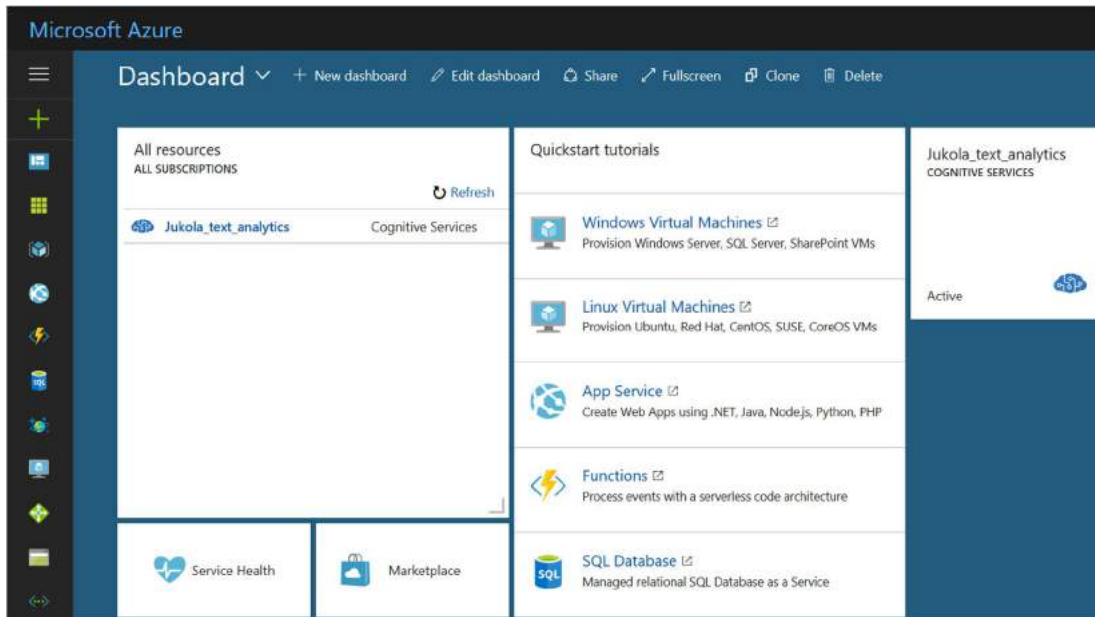 Microsoft Azure
Dashboard
New dashboard
Edit dashboard
Share
Fullscreen
Clone
Delete
All resources
ALL SUBSCRIPTIONS
Refresh
Jukola_text_analytics Cognitive Services
Service Health
Marketplace
Quickstart tutorials
Windows Virtual Machines
Provision Windows Server, SQL Server, SharePoint VMs
Linux Virtual Machines
Provision Ubuntu, Red Hat, CentOS, SUSE, CoreOS VMs
App Service
Create Web Apps using .NET, Java, Node.js, Python, PHP
Functions
Process events with a serverless code architecture
SQL
SQL Database
Managed relational SQL Database as a Service
Jukola_text_analytics
COGNITIVE SERVICES
Active
SQL